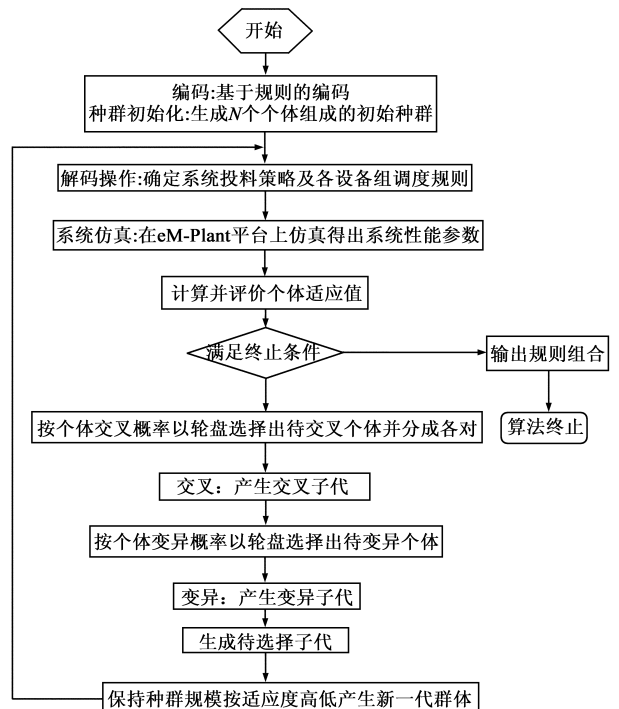 开始
编码:基于规则的编码
种群初始化:生成N个个体组成的初始种群
解码操作:确定系统投料策略及各设备组调度规则
系统仿真:在eM-Plant平台上仿真得出系统性能参数
计算并评价个体适应值
满足终止条件
输出规则组合
算法终止
按个体交叉概率以轮盘选择出待交叉个体并分成各对
交叉：产生交叉子代
按个体变异概率以轮盘选择出待变异个体
变异：产生变异子代
生成待选择子代
保持种群规模按适应度高低产生新一代群体